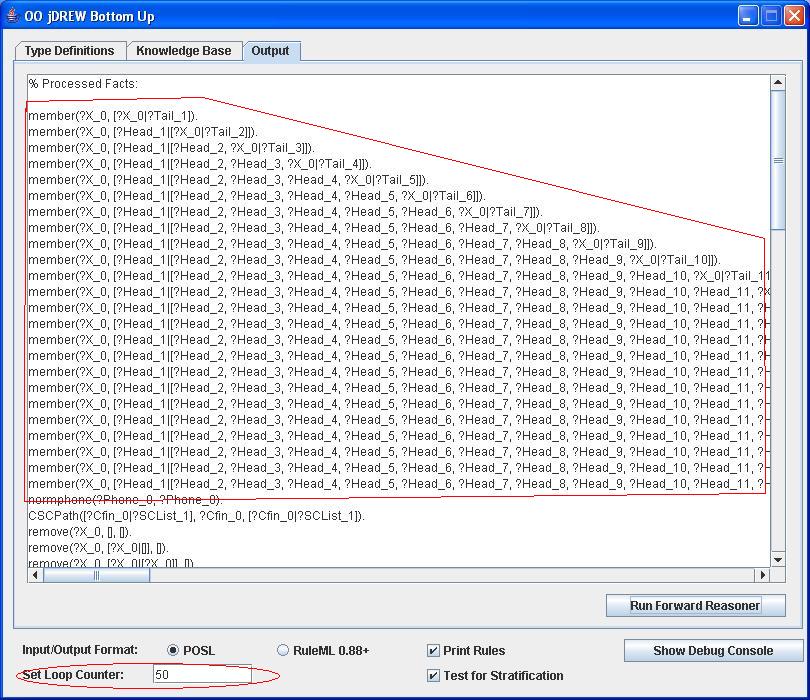 OO jDREW Bottom Up
Type Definitions Knowledge Base Output
% Processed Facts:
member(?X_0, [?X_0|?Tail_1]).
member(?X_0, [?Head_1|[?X_0|?Tail_2]]).
member(?X_0, [?Head_1|[?Head_2, ?X_0|?Tail_3]]).
member(?X_0, [?Head_1|[?Head_2, ?Head_3, ?X_0|?Tail_4]]).
member(?X_0, [?Head_1|[?Head_2, ?Head_3, ?Head_4, ?X_0|?Tail_5]]).
member(?X_0, [?Head_1|[?Head_2, ?Head_3, ?Head_4, ?Head_5, ?X_0|?Tail_6]]).
member(?X_0, [?Head_1|[?Head_2, ?Head_3, ?Head_4, ?Head_5, ?Head_6, ?X_0|?Tail_7]]).
member(?X_0, [?Head_1|[?Head_2, ?Head_3, ?Head_4, ?Head_5, ?Head_6, ?Head_7, ?X_0|?Tail_8]]).
member(?X_0, [?Head_1|[?Head_2, ?Head_3, ?Head_4, ?Head_5, ?Head_6, ?Head_7, ?Head_8, ?X_0|?Tail_9]]).
member(?X_0, [?Head_1|[?Head_2, ?Head_3, ?Head_4, ?Head_5, ?Head_6, ?Head_7, ?Head_8, ?Head_9, ?X_0|?Tail_10]]).
member(?X_0, [?Head_1|[?Head_2, ?Head_3, ?Head_4, ?Head_5, ?Head_6, ?Head_7, ?Head_8, ?Head_9, ?Head_10, ?X_0|?Tail_11
member(?X_0, [?Head_1|[?Head_2, ?Head_3, ?Head_4, ?Head_5, ?Head_6, ?Head_7, ?Head_8, ?Head_9, ?Head_10, ?Head_11, ?X
member(?X_0, [?Head_1|[?Head_2, ?Head_3, ?Head_4, ?Head_5, ?Head_6, ?Head_7, ?Head_8, ?Head_9, ?Head_10, ?Head_11, ?
member(?X_0, [?Head_1|[?Head_2, ?Head_3, ?Head_4, ?Head_5, ?Head_6, ?Head_7, ?Head_8, ?Head_9, ?Head_10, ?Head_11, ?
member(?X_0, [?Head_1|[?Head_2, ?Head_3, ?Head_4, ?Head_5, ?Head_6, ?Head_7, ?Head_8, ?Head_9, ?Head_10, ?Head_11, ?
member(?X_0, [?Head_1|[?Head_2, ?Head_3, ?Head_4, ?Head_5, ?Head_6, ?Head_7, ?Head_8, ?Head_9, ?Head_10, ?Head_11, ?
member(?X_0, [?Head_1|[?Head_2, ?Head_3, ?Head_4, ?Head_5, ?Head_6, ?Head_7, ?Head_8, ?Head_9, ?Head_10, ?Head_11, ?
member(?X_0, [?Head_1|[?Head_2, ?Head_3, ?Head_4, ?Head_5, ?Head_6, ?Head_7, ?Head_8, ?Head_9, ?Head_10, ?Head_11, ?
member(?X_0, [?Head_1|[?Head_2, ?Head_3, ?Head_4, ?Head_5, ?Head_6, ?Head_7, ?Head_8, ?Head_9, ?Head_10, ?Head_11, ?
member(?X_0, [?Head_1|[?Head_2, ?Head_3, ?Head_4, ?Head_5, ?Head_6, ?Head_7, ?Head_8, ?Head_9, ?Head_10, ?Head_11, ?
member(?X_0, [?Head_1|[?Head_2, ?Head_3, ?Head_4, ?Head_5, ?Head_6, ?Head_7, ?Head_8, ?Head_9, ?Head_10, ?Head_11, ?
member(?X_0, [?Head_1|[?Head_2, ?Head_3, ?Head_4, ?Head_5, ?Head_6, ?Head_7, ?Head_8, ?Head_9, ?Head_10, ?Head_11, ?
member(?X_0, [?Head_1|[?Head_2, ?Head_3, ?Head_4, ?Head_5, ?Head_6, ?Head_7, ?Head_8, ?Head_9, ?Head_10, ?Head_11, ?
member(?X_0, [?Head_1|[?Head_2, ?Head_3, ?Head_4, ?Head_5, ?Head_6, ?Head_7, ?Head_8, ?Head_9, ?Head_10, ?Head_11, ?
normphone(?Phone_0, ?Phone_0).
CSCPath([?Cfin_0|?SCList_1], ?Cfin_0, [?Cfin_0|?SCList_1]).
remove(?X_0, [], []).
remove(?X_0, [?X_0|[]], []).
remove(?X_0, [?X_0|[?X_0]], []).
Run Forward Reasoner
Input/Output Format: POSL RuleML 0.88+ Print Rules Show Debug Console
Set Loop Counter: 50 Test for Stratification